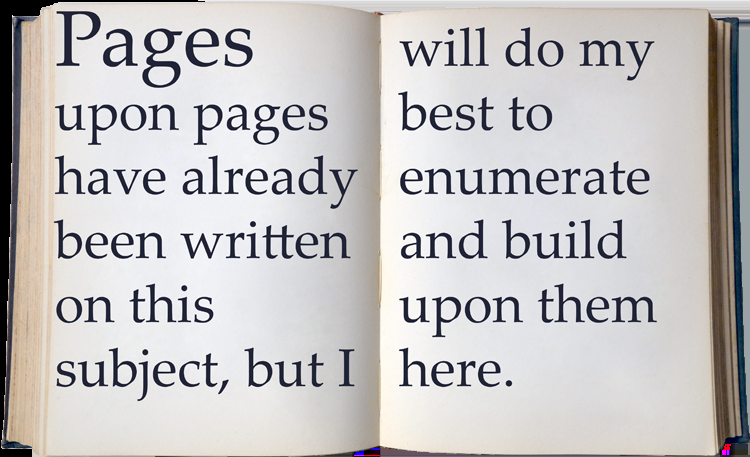 Pages
upon pages
have already
been written
on this
subject, but I
will do my
best to
enumerate
and build
upon them
here.